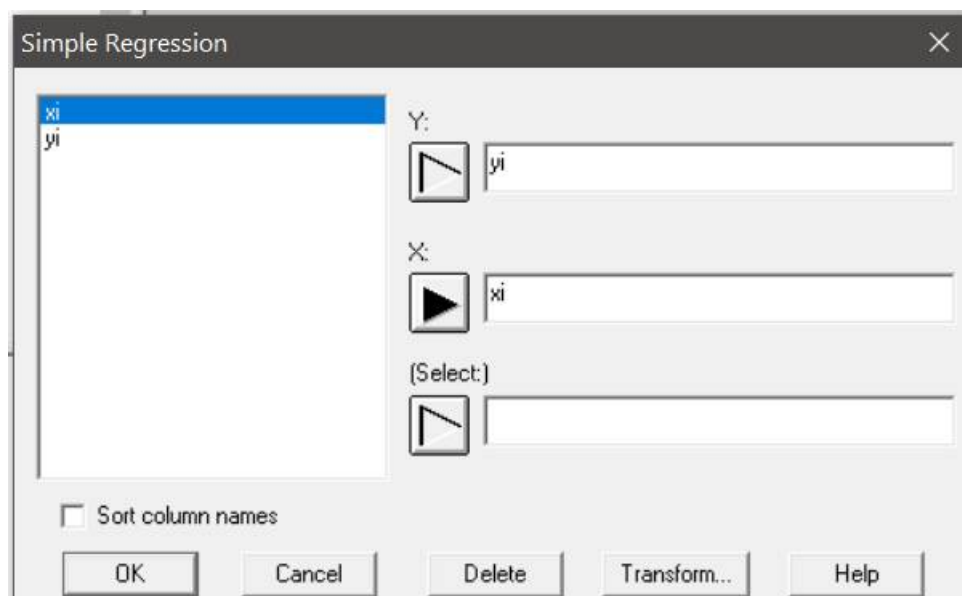 Simple Regression
xi
yi
Y:
yi
X:
xi
(Select:)
Sort column names
OK
Cancel
Delete
Transform...
Help